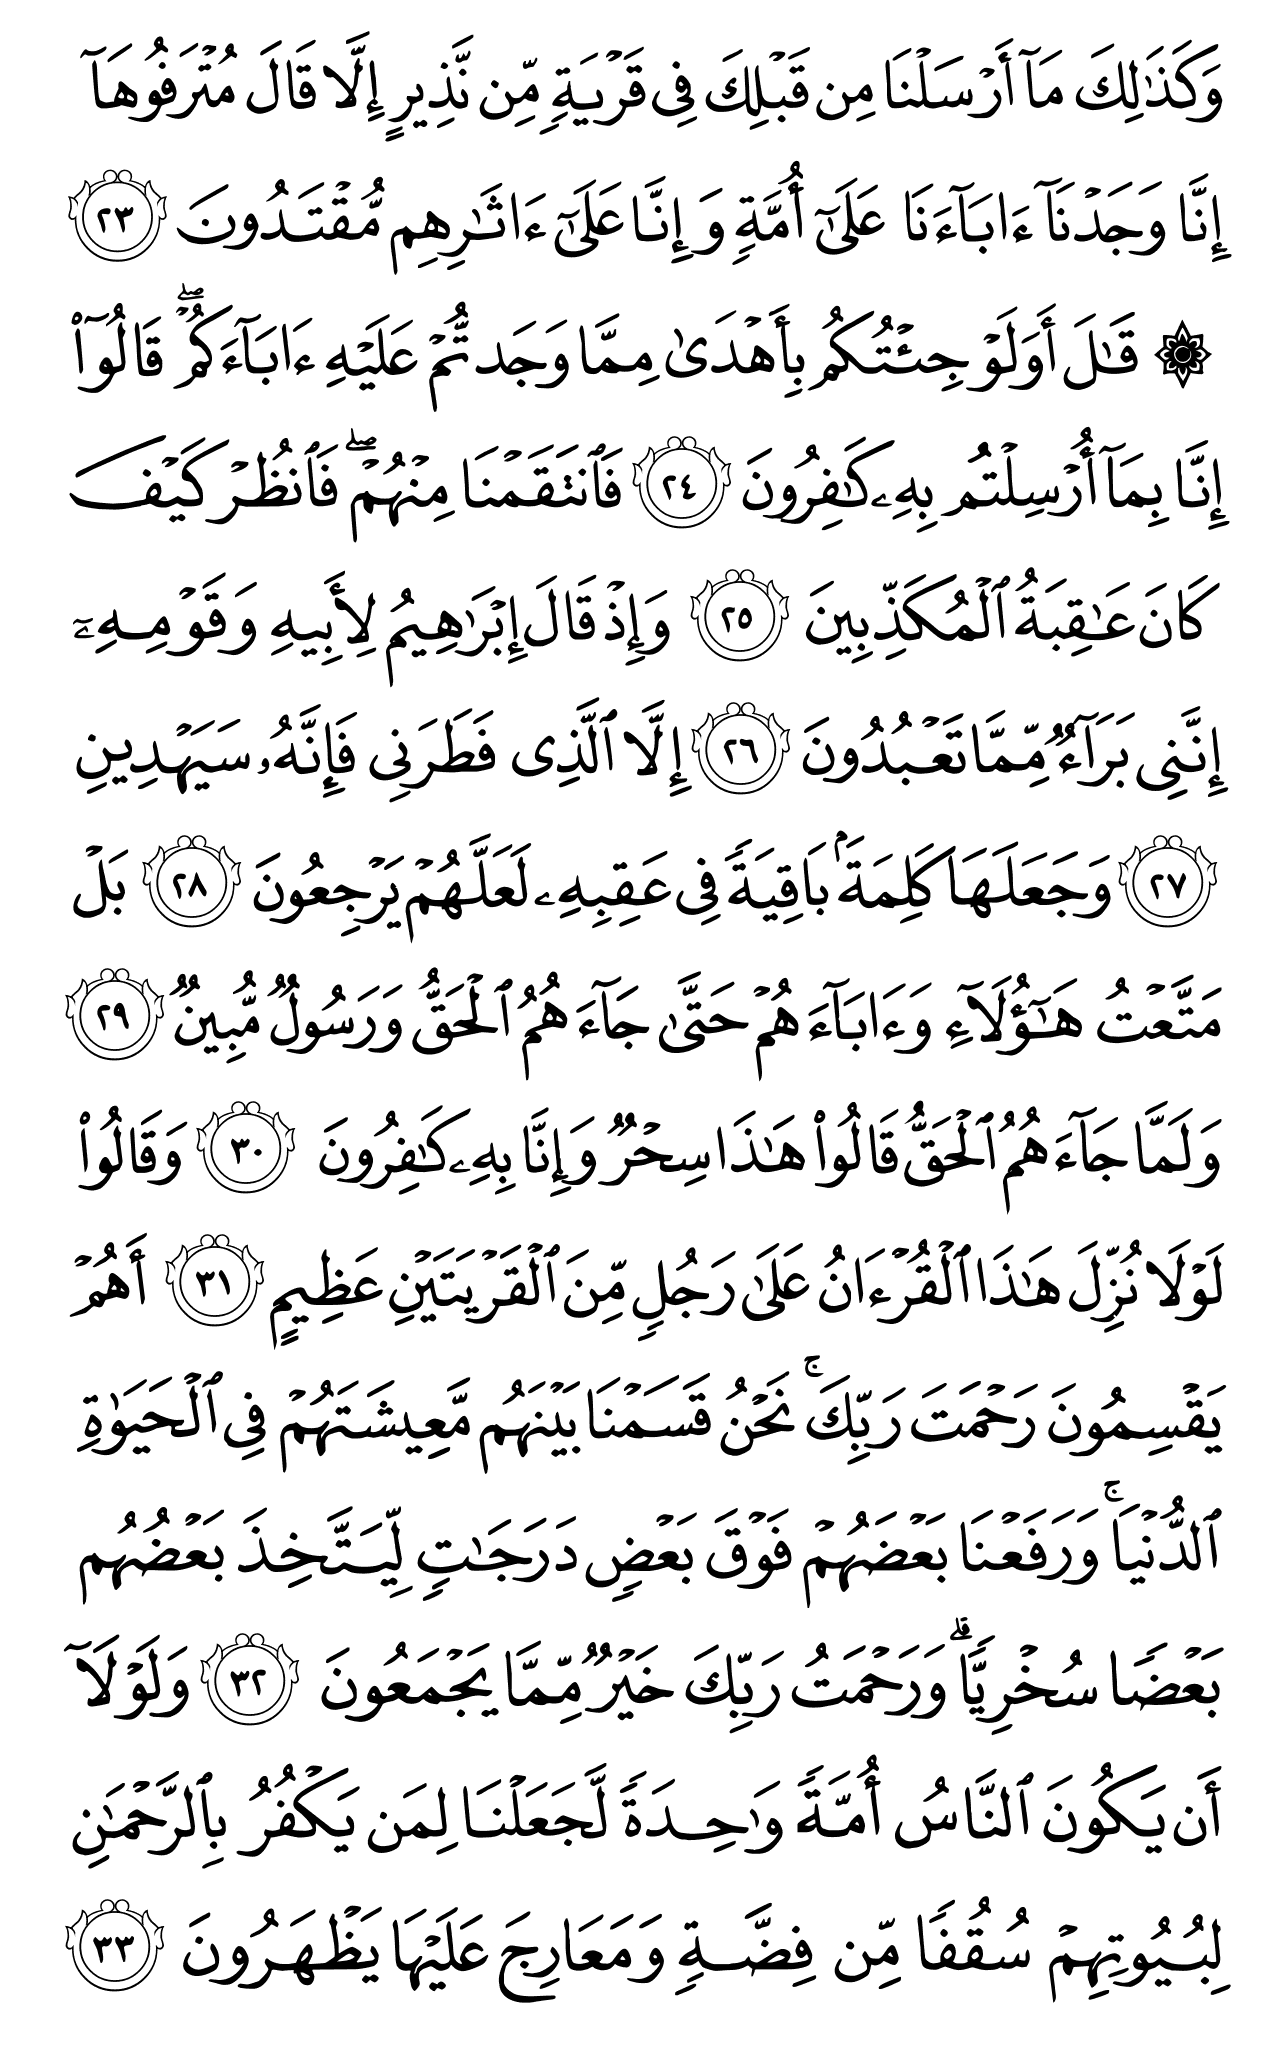 وَكَذَٰلِكَ مَآ أَرْسَلْنَا مِن قَبْلِكَ فِى قَرْيَةٍ مِّن نَّذِيرٍ إِلَّا قَالَ مُتْرَفُوهَآ
إِنَّا وَجَدْنَآ ءَابَآءَنَا عَلَىٰٓ أُمَّةٍ وَإِنَّا عَلَىٰٓ ءَاثَٰرِهِم مُّقْتَدُونَ ٢٣
۞ قَٰلَ أَوَلَوْ جِئْتُكُم بِأَهْدَىٰ مِمَّا وَجَدتُّمْ عَلَيْهِ ءَابَآءَكُمْ ۖ قَالُوٓا۟
إِنَّا بِمَآ أُرْسِلْتُم بِهِۦ كَٰفِرُونَ ٢٤ فَٱنتَقَمْنَا مِنْهُمْ ۖ فَٱنظُرْ كَيْفَ
كَانَ عَٰقِبَةُ ٱلْمُكَذِّبِينَ ٢٥ وَإِذْ قَالَ إِبْرَٰهِيمُ لِأَبِيهِ وَقَوْمِهِۦٓ
إِنَّنِى بَرَآءٌ مِّمَّا تَعْبُدُونَ ٢٦ إِلَّا ٱلَّذِى فَطَرَنِى فَإِنَّهُۥ سَيَهْدِينِ
٢٧ وَجَعَلَهَا كَلِمَةًۢ بَاقِيَةً فِى عَقِبِهِۦ لَعَلَّهُمْ يَرْجِعُونَ ٢٨ بَلْ
مَتَّعْتُ هَٰٓؤُلَآءِ وَءَابَآءَهُمْ حَتَّىٰ جَآءَهُمُ ٱلْحَقُّ وَرَسُولٌ مُّبِينٌ ٢٩
وَلَمَّا جَآءَهُمُ ٱلْحَقُّ قَالُوا۟ هَٰذَا سِحْرٌ وَإِنَّا بِهِۦ كَٰفِرُونَ ٣٠ وَقَالُوا۟
لَوْلَا نُزِّلَ هَٰذَا ٱلْقُرْءَانُ عَلَىٰ رَجُلٍ مِّنَ ٱلْقَرْيَتَيْنِ عَظِيمٍ ٣١ أَهُمْ
يَقْسِمُونَ رَحْمَتَ رَبِّكَ ۚ نَحْنُ قَسَمْنَا بَيْنَهُم مَّعِيشَتَهُمْ فِى ٱلْحَيَوٰةِ
ٱلدُّنْيَا ۚ وَرَفَعْنَا بَعْضَهُمْ فَوْقَ بَعْضٍ دَرَجَٰتٍ لِّيَتَّخِذَ بَعْضُهُم
بَعْضًا سُخْرِيًّا ۗ وَرَحْمَتُ رَبِّكَ خَيْرٌ مِّمَّا يَجْمَعُونَ ٣٢ وَلَوْلَآ
أَن يَكُونَ ٱلنَّاسُ أُمَّةً وَٰحِدَةً لَّجَعَلْنَا لِمَن يَكْفُرُ بِٱلرَّحْمَٰنِ
لِبُيُوتِهِمْ سُقُفًا مِّن فِضَّةٍ وَمَعَارِجَ عَلَيْهَا يَظْهَرُونَ ٣٣